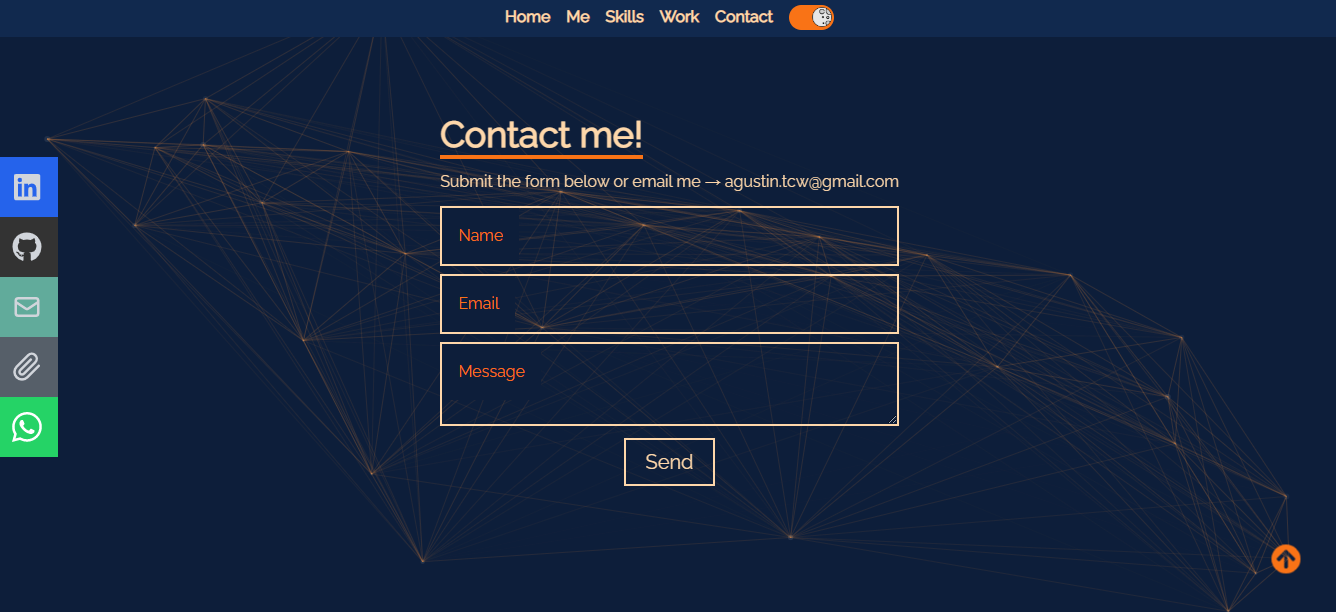 Home Me Skills Work Contact
Contact me!
Submit the form below or email me → agustin.tcw@gmail.com
Name
Email
Message
Send
in